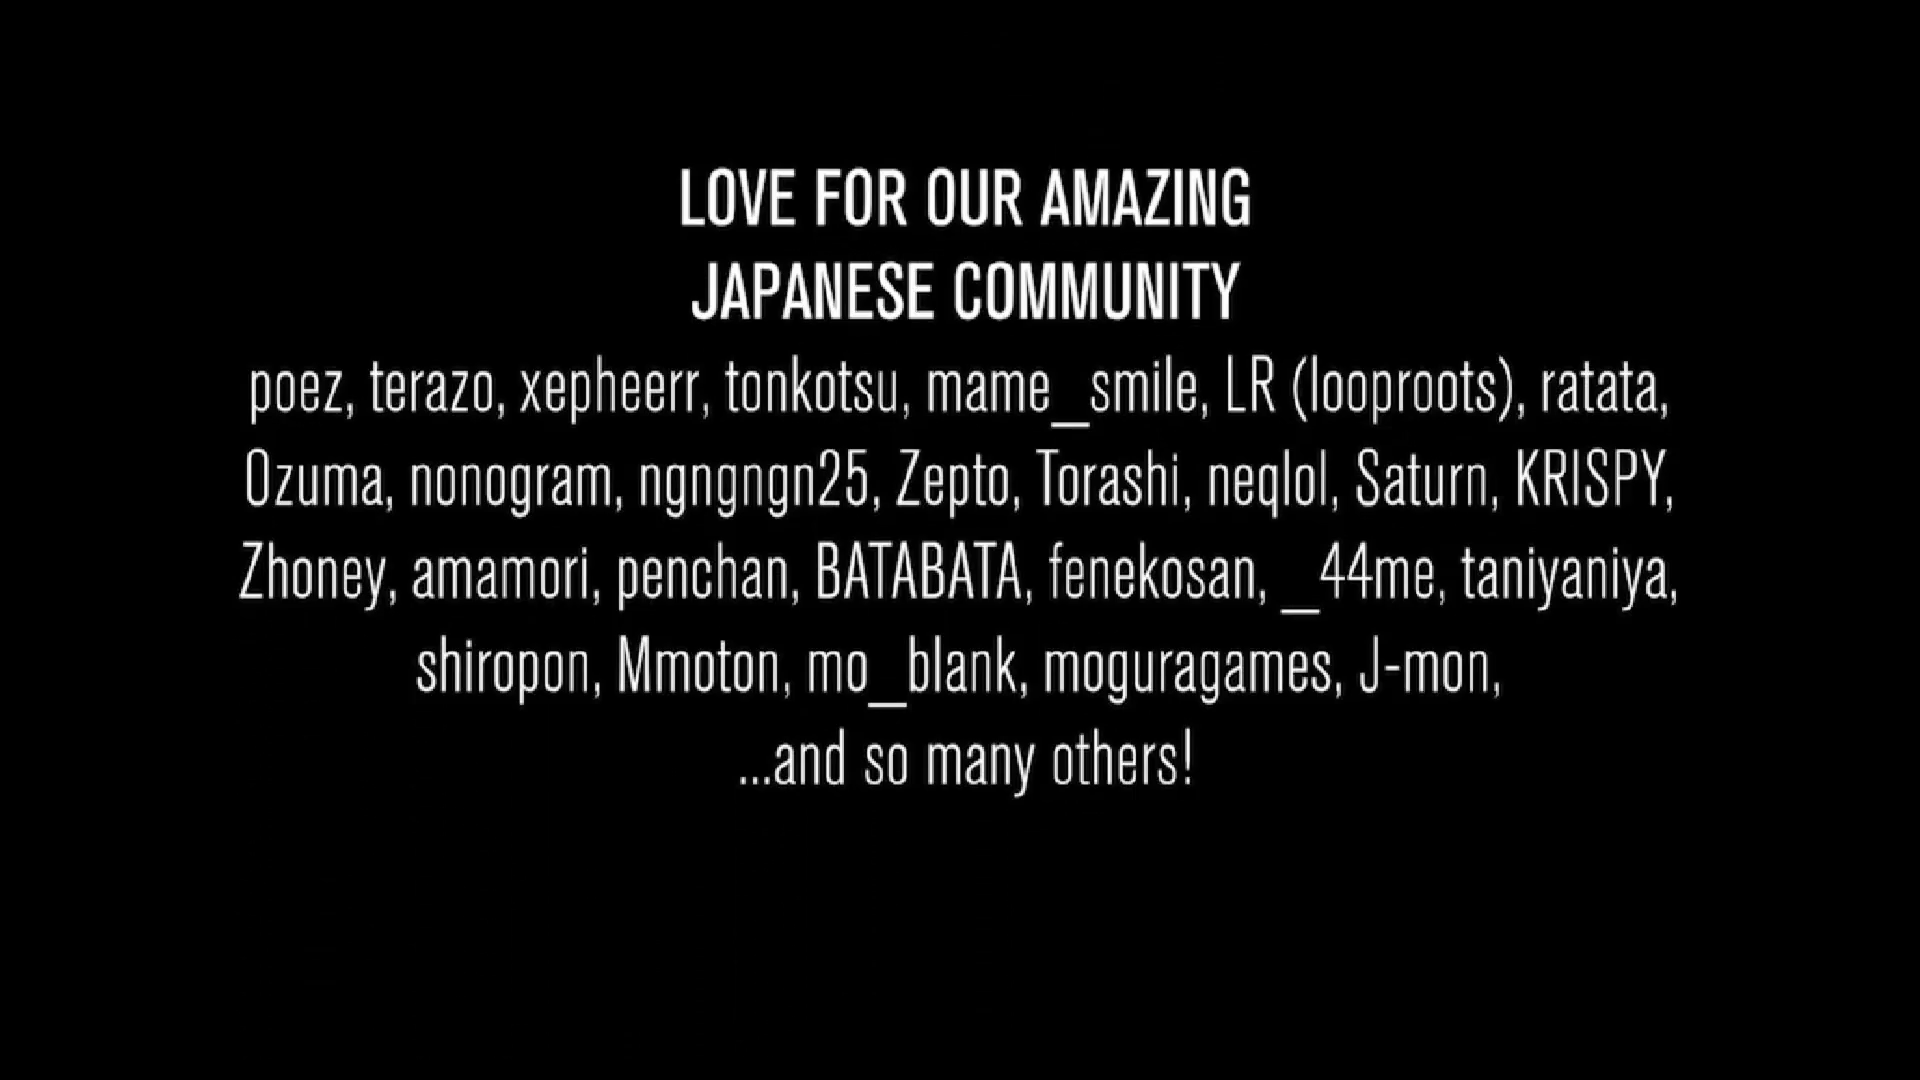 LOVE FOR OUR AMAZING
JAPANESE COMMUNITY
poez, terazo, xepheerr, tonkotsu, mame_smile, LR (looproots), ratata,
Ozuma, nonogram, ngngngn25, Zepto, Torashi, neqlol, Saturn, KRISPY,
Zhoney, amamori, penchan, BATABATA, fenekosan, _44me, taniyaniya,
shiropon, Mmoton, mo_blank, moguragames, J-mon,
...and so many others!